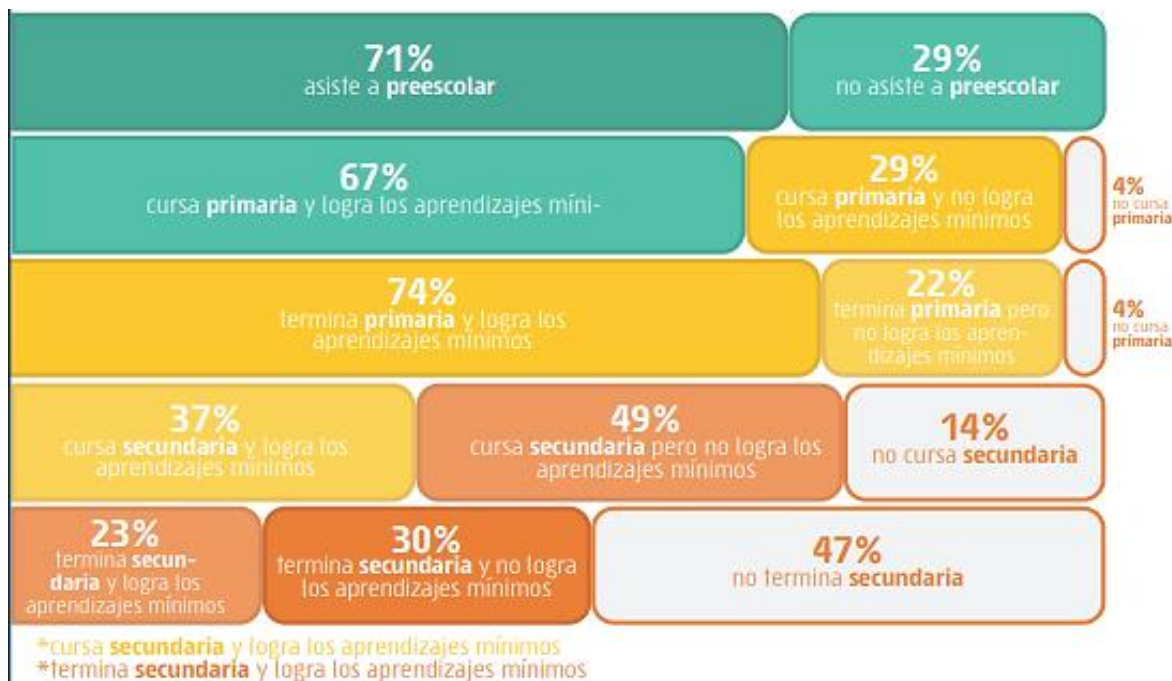 71%
asiste a preescolar
29%
no asiste a preescolar
67%
cursa primaria y logra los aprendizajes míni-
29%
cursa primaria y no logra
los aprendizajes mínimos
4%
no cursa
primaria
74%
termina primaria y logra los
aprendizajes mínimos
22%
termina primaria pero
no logra los apren-
dizajes mínimos
4%
no cursa
primaria
37%
cursa secundaria y logra los
aprendizajes mínimos
49%
cursa secundaria pero no logra los
aprendizajes mínimos
14%
no cursa secundaria
23%
termina secun-
daria y logra los
aprendizajes mínimos
30%
termina secundaria y no logra
los aprendizajes mínimos
47%
no termina secundaria
*cursa secundaria y logra los aprendizajes mínimos
*termina secundaria y logra los aprendizajes mínimos